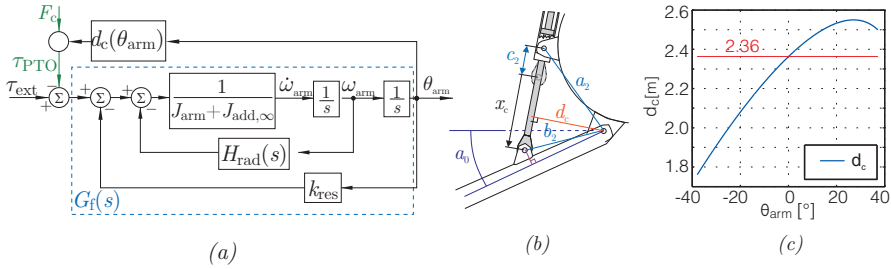 F_c
d_c(θ_arm)
τ_PTO
τ_ext
Σ
Σ
Σ
+
−
+
−
+
−
1
J_arm+J_add,∞
ω̇_arm
1
s
ω_arm
1
s
θ_arm
H_rad(s)
k_res
G_f(s)
(a)
c_2
a_2
x_c
d_c
b_2
a_0
(b)
2.6
2.4
2.2
2.0
1.8
d_c[m]
2.36
d_c
-40
-20
0
20
40
θ_arm [°]
(c)